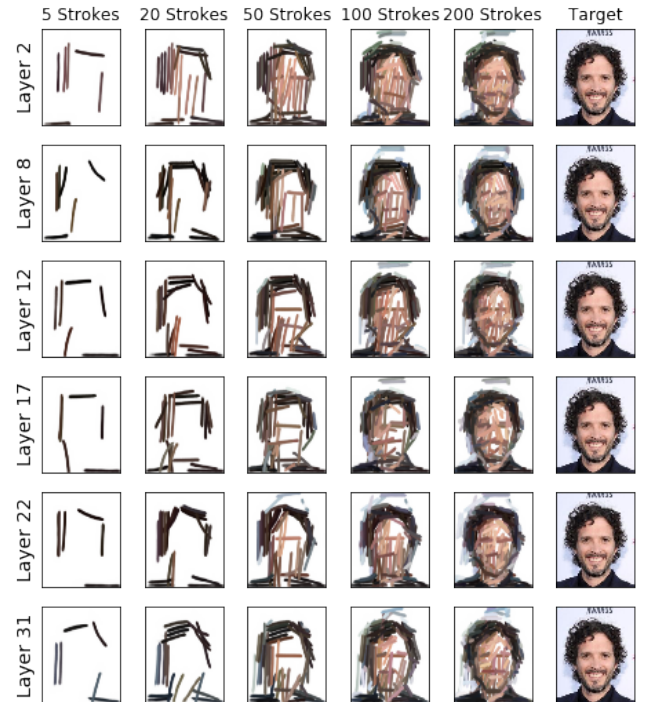 5 Strokes 20 Strokes 50 Strokes 100 Strokes 200 Strokes Target
Layer 2
Layer 8
Layer 12
Layer 17
Layer 22
Layer 31